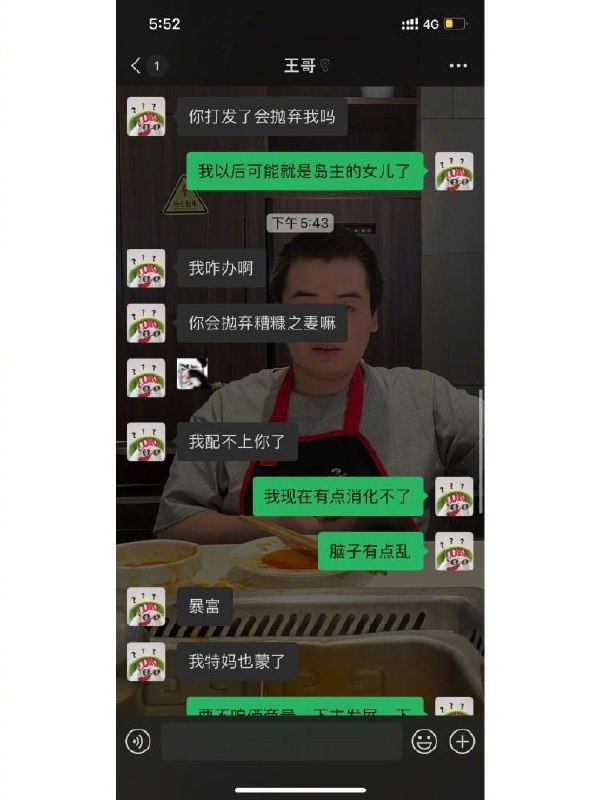 5:52
4G
1
王哥
你打发了会抛弃我吗
我以后可能就是岛主的女儿了
下午 5:43
我咋办啊
你会抛弃糟糠之妻嘛
我配不上你了
我现在有点消化不了
脑子有点乱
暴富
我特妈也蒙了